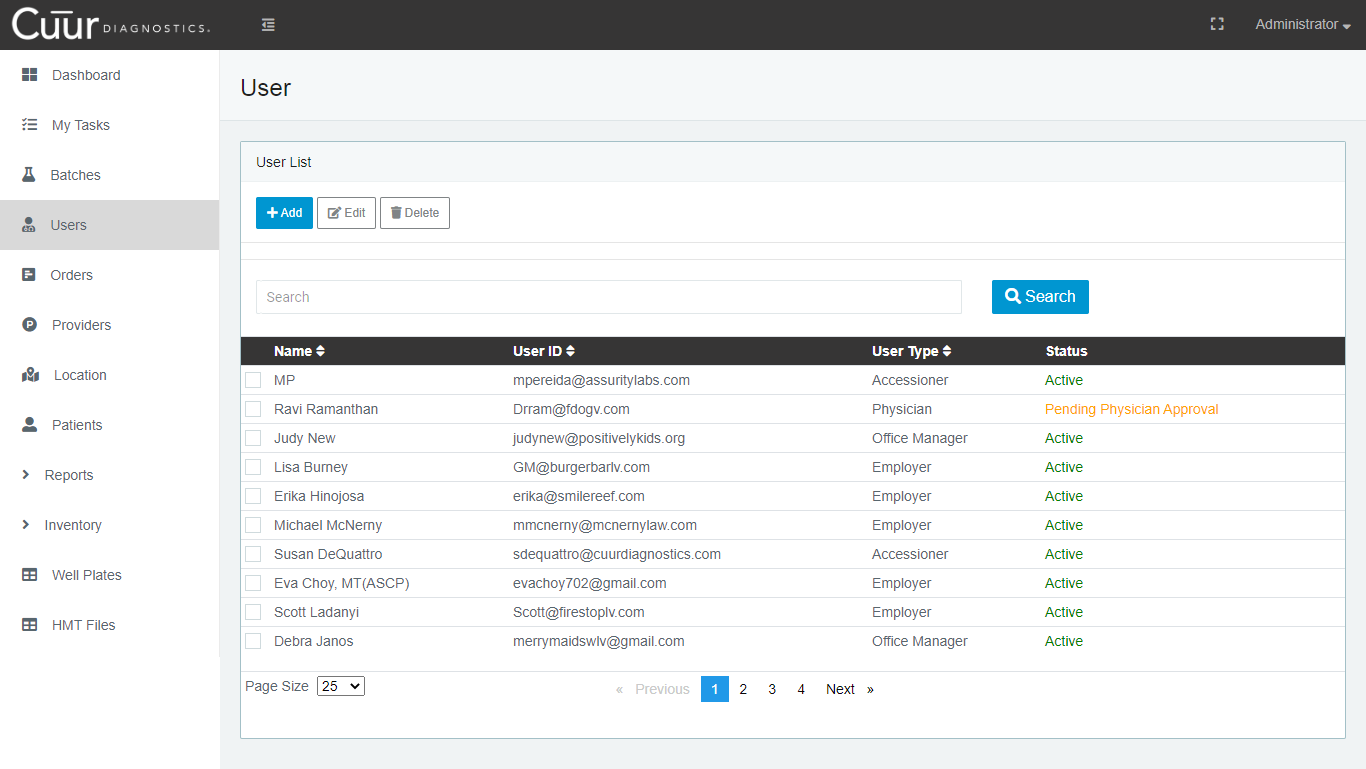 Cuūr DIAGNOSTICS.
Administrator
Dashboard
My Tasks
Batches
Users
Orders
Providers
Location
Patients
Reports
Inventory
Well Plates
HMT Files
User
User List
Add Edit Delete
Search Search
Name User ID User Type Status
MP mpereida@assuritylabs.com Accessioner Active
Ravi Ramanthan Drram@fdogv.com Physician Pending Physician Approval
Judy New judynew@positivelykids.org Office Manager Active
Lisa Burney GM@burgerbarlv.com Employer Active
Erika Hinojosa erika@smilereef.com Employer Active
Michael McNerny mmcnerny@mcnernylaw.com Employer Active
Susan DeQuattro sdequattro@cuurdiagnostics.com Accessioner Active
Eva Choy, MT(ASCP) evachoy702@gmail.com Employer Active
Scott Ladanyi Scott@firestoplv.com Employer Active
Debra Janos merrymaidswlv@gmail.com Office Manager Active
Page Size 25 « Previous 1 2 3 4 Next »